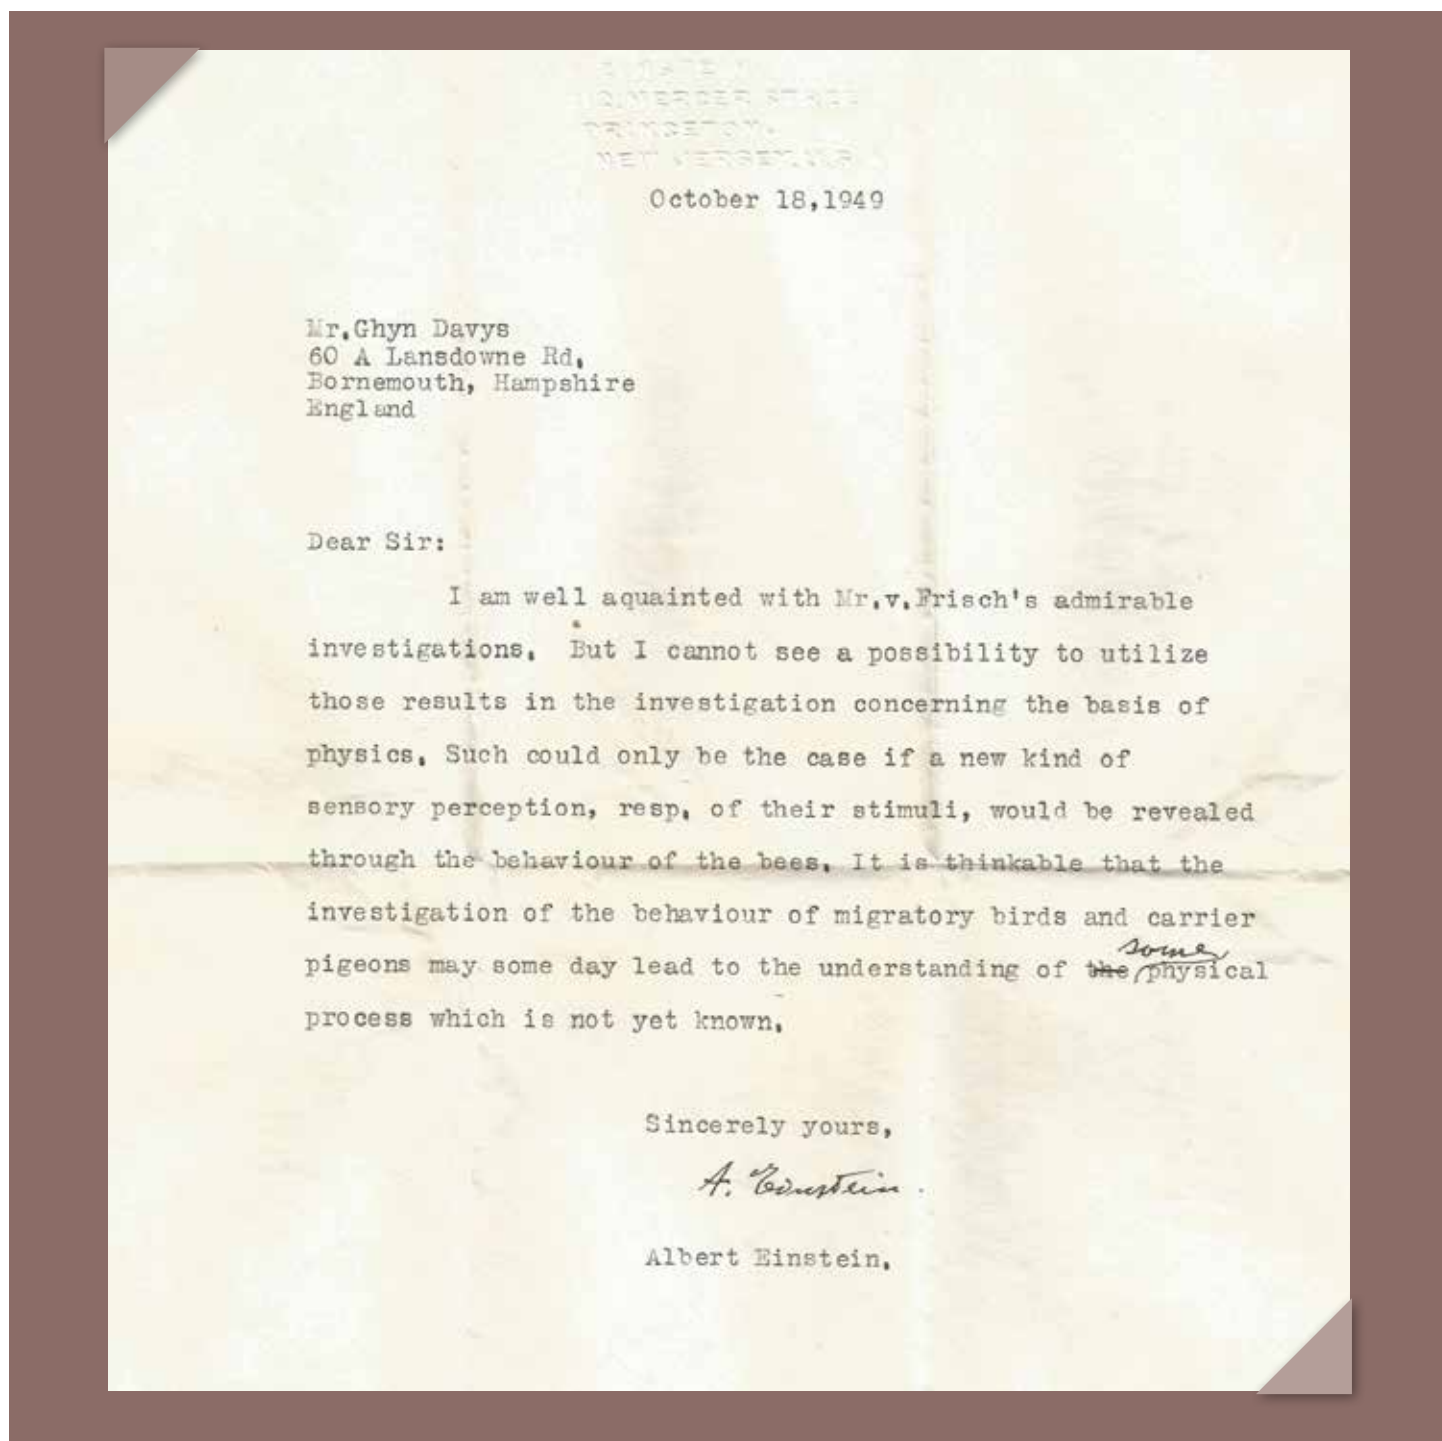 MERCER
PRINCETON,
NEW JERSEY, U.S.
October 18,1949
Mr.Ghyn Davys
60 A Lansdowne Rd.
Bornemouth, Hampshire
England
Dear Sir:
I am well aquainted with Mr.v.Frisch's admirable
investigations. But I cannot see a possibility to utilize
those results in the investigation concerning the basis of
physics. Such could only be the case if a new kind of
sensory perception, resp. of their stimuli, would be revealed
through the behaviour of the bees. It is thinkable that the
investigation of the behaviour of migratory birds and carrier
some
pigeons may some day lead to the understanding of the physical
process which is not yet known.
Sincerely yours,
A. Einstein.
Albert Einstein.